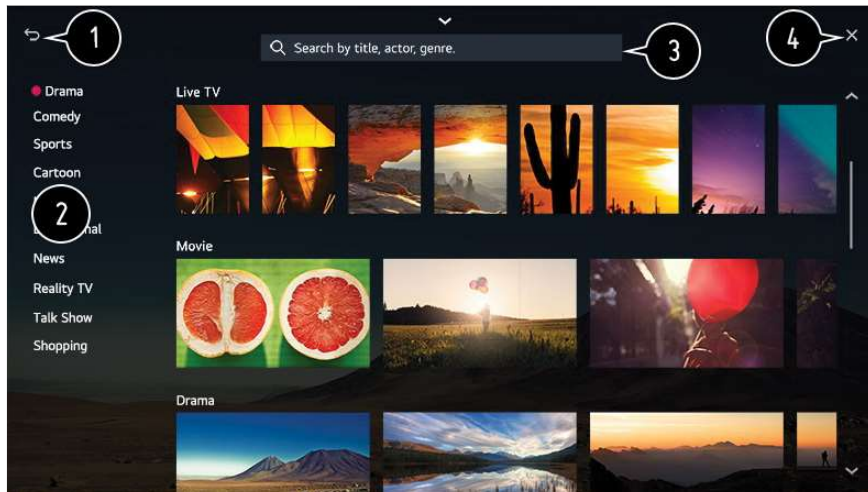 1
3
4
Search by title, actor, genre.
Drama
Comedy
Sports
Cartoon
2
News
Reality TV
Talk Show
Shopping
Live TV
Movie
Drama